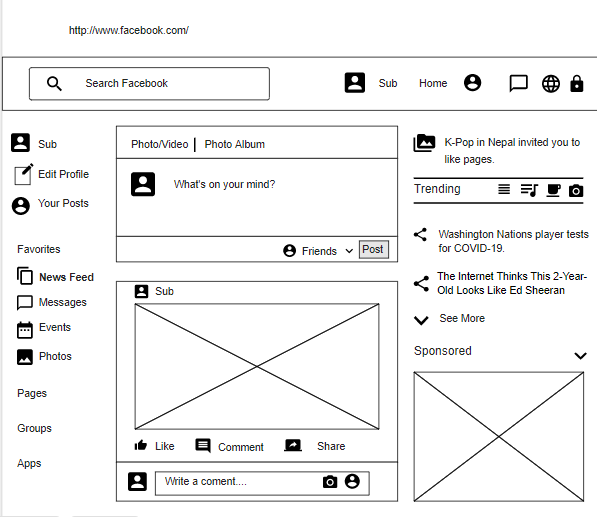 http://www.facebook.com/
Search Facebook
Sub
Home
Sub
Edit Profile
Your Posts
Favorites
News Feed
Messages
Events
Photos
Pages
Groups
Apps
Photo/Video
Photo Album
What's on your mind?
Friends
Post
Sub
Like
Comment
Share
Write a coment....
K-Pop in Nepal invited you to
like pages.
Trending
Washington Nations player tests
for COVID-19.
The Internet Thinks This 2-Year-
Old Looks Like Ed Sheeran
See More
Sponsored